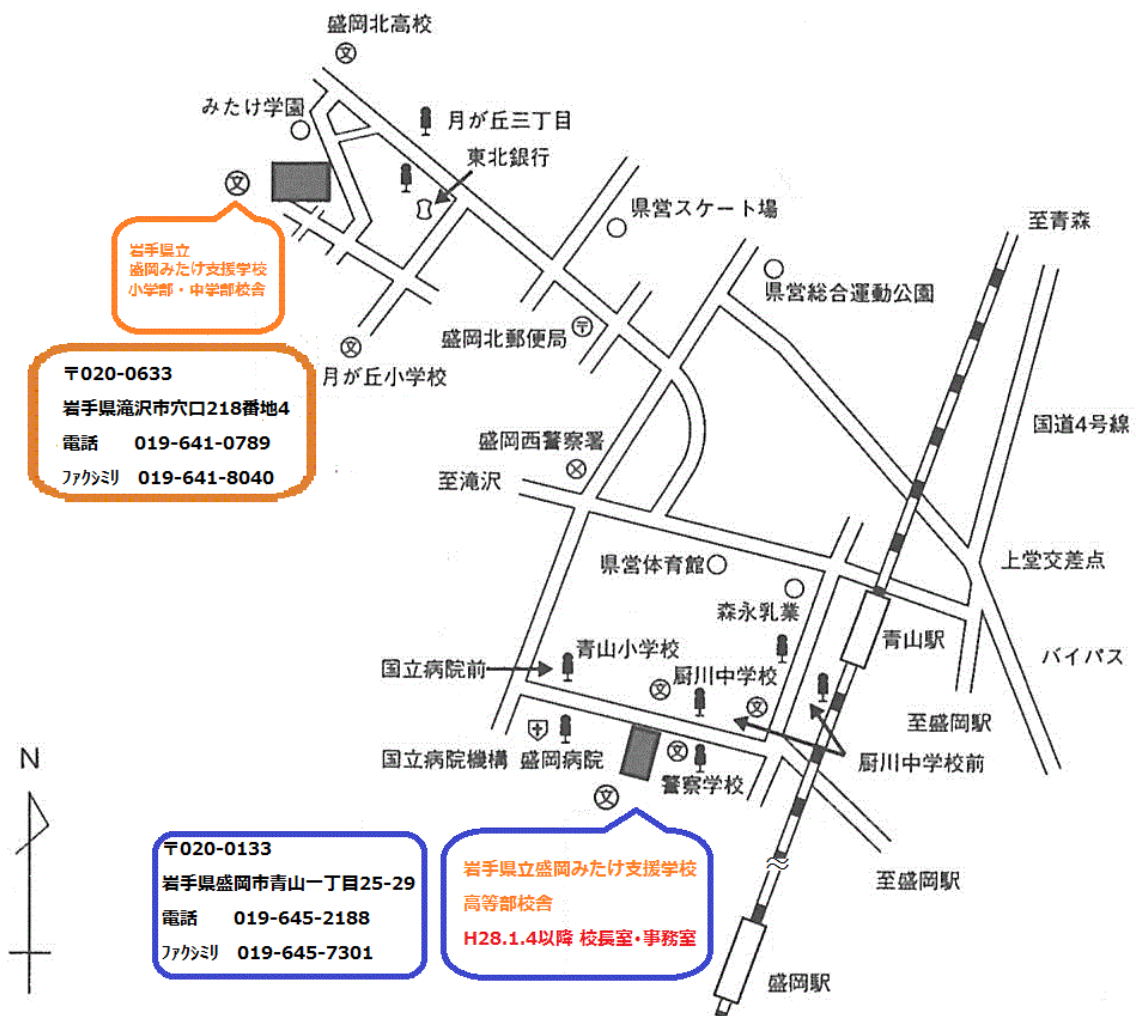 盛岡北高校
文
みたけ学園
月が丘三丁目
東北銀行
文
県営スケート場
至青森
岩手県立
盛岡みたけ支援学校
小学部・中学部校舎
県営総合運動公園
盛岡北郵便局
〒
文
月が丘小学校
〒020-0633
岩手県滝沢市穴口218番地4
電話 019-641-0789
ファクシミリ 019-641-8040
国道4号線
盛岡西警察署
至滝沢
県営体育館
上堂交差点
森永乳業
青山駅
青山小学校
国立病院前
厨川中学校
バイパス
文
文
至盛岡駅
国立病院機構 盛岡病院
文
警察学校
厨川中学校前
N
文
〒020-0133
岩手県盛岡市青山一丁目25-29
電話 019-645-2188
ファクシミリ 019-645-7301
岩手県立盛岡みたけ支援学校
高等部校舎
H28.1.4以降 校長室・事務室
至盛岡駅
盛岡駅